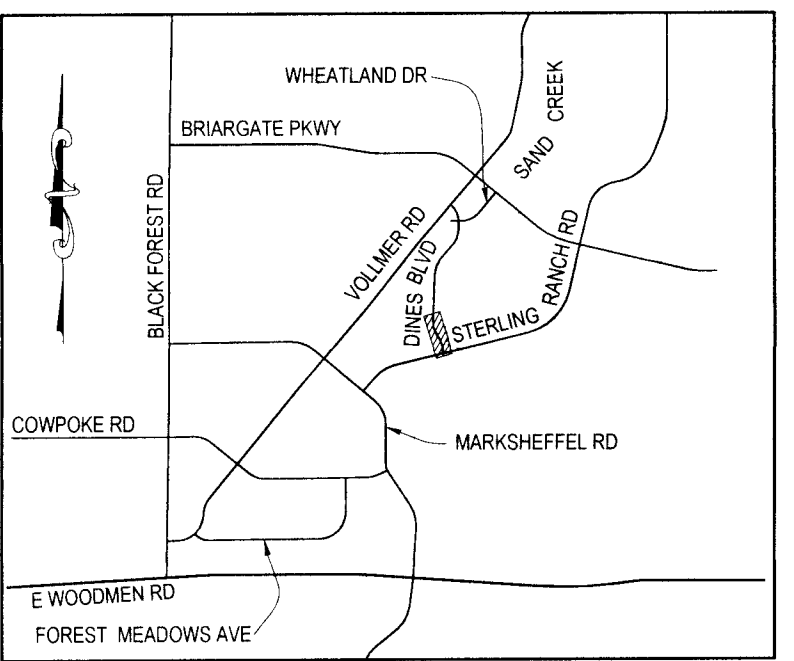 WHEATLAND DR
SAND CREEK
BRIARGATE PKWY
BLACK FOREST RD
VOLLMER RD
DINES BLVD
STERLING RANCH RD
COWPOKE RD
MARKSHEFFEL RD
E WOODMEN RD
FOREST MEADOWS AVE